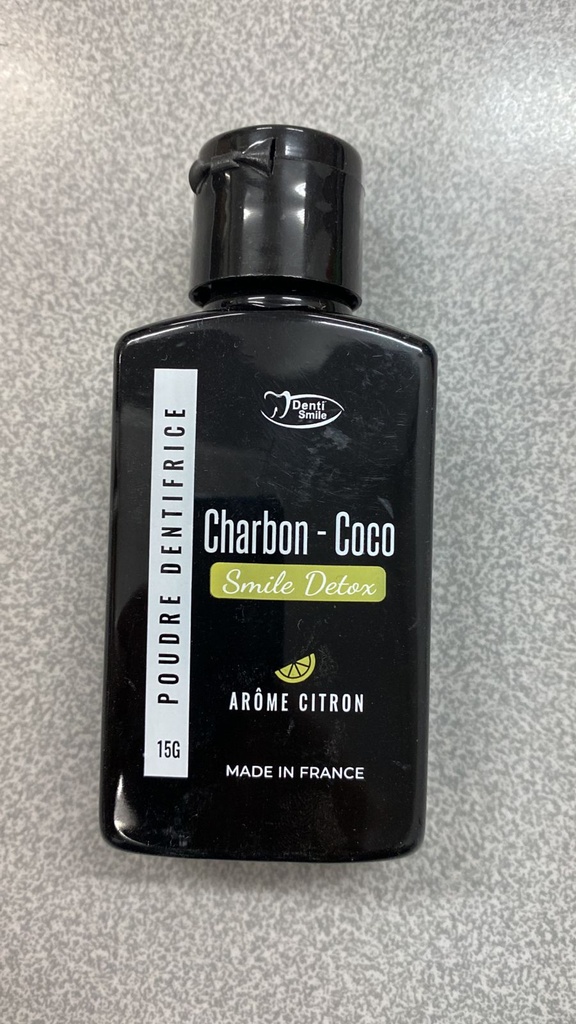 Denti
Smile
Charbon - Coco
Smile Detox
ARÔME CITRON
MADE IN FRANCE
POUDRE DENTIFRICE
15G